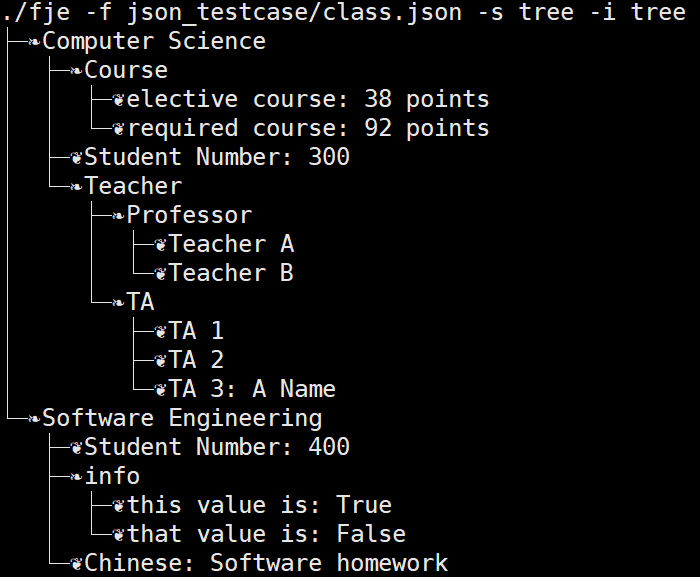 ./fje -f json_testcase/class.json -s tree -i tree
├─❧Computer Science
│  ├─❧Course
│  │  ├─❦elective course: 38 points
│  │  └─❦required course: 92 points
│  ├─❦Student Number: 300
│  └─❧Teacher
│     ├─❧Professor
│     │  ├─❦Teacher A
│     │  └─❦Teacher B
│     └─❧TA
│        ├─❦TA 1
│        ├─❦TA 2
│        └─❦TA 3: A Name
└─❧Software Engineering
   ├─❦Student Number: 400
   ├─❧info
   │  ├─❦this value is: True
   │  └─❦that value is: False
   └─❦Chinese: Software homework